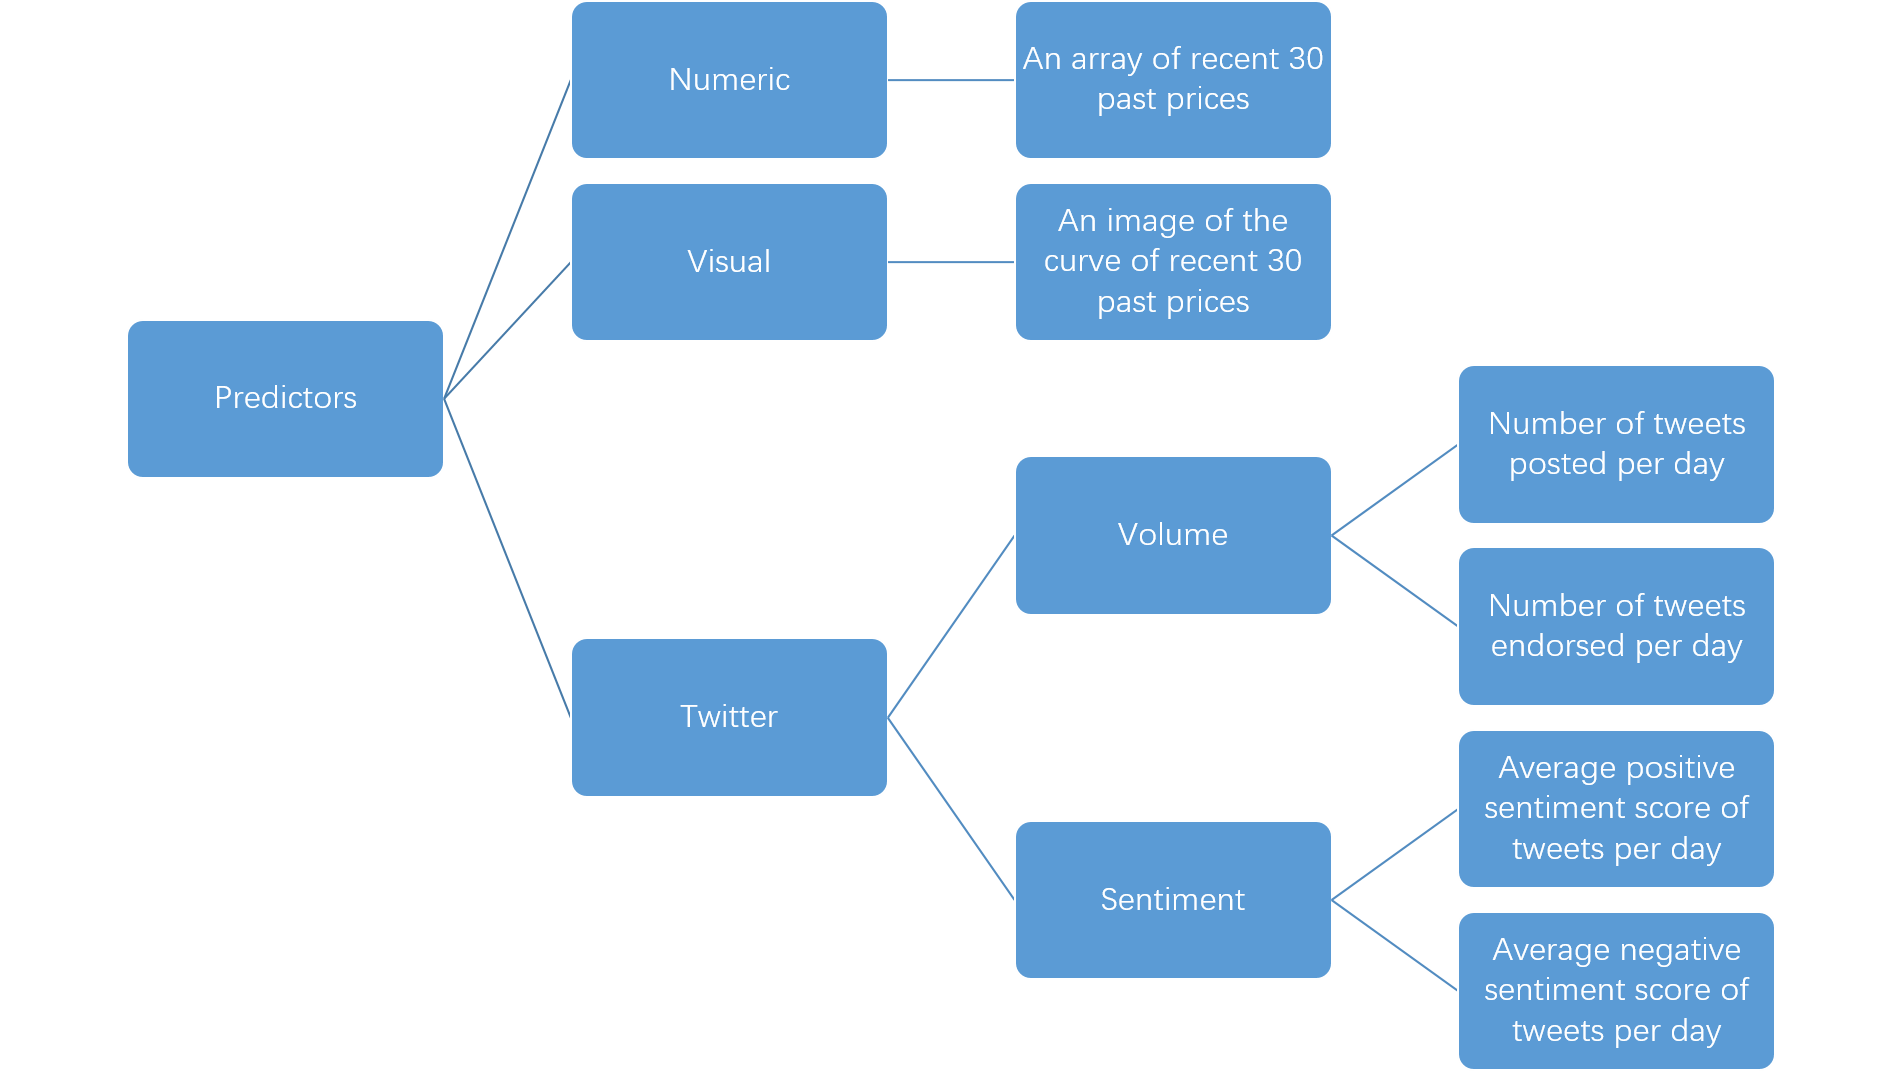 Predictors
Numeric
An array of recent 30
past prices
Visual
An image of the
curve of recent 30
past prices
Twitter
Volume
Number of tweets
posted per day
Number of tweets
endorsed per day
Sentiment
Average positive
sentiment score of
tweets per day
Average negative
sentiment score of
tweets per day